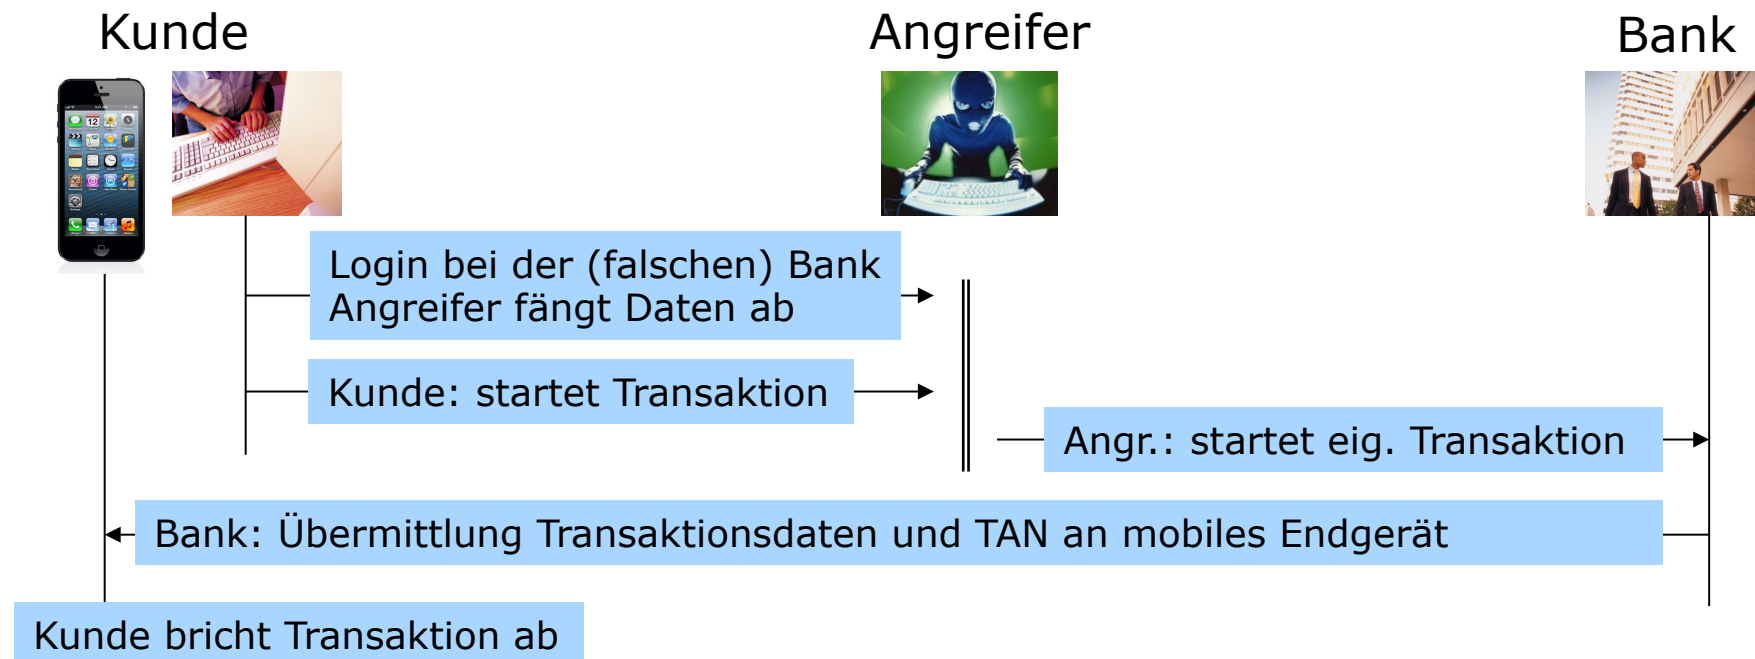 Kunde
Angreifer
Bank
Login bei der (falschen) Bank
Angreifer fängt Daten ab
Kunde: startet Transaktion
Angr.: startet eig. Transaktion
Bank: Übermittlung Transaktionsdaten und TAN an mobiles Endgerät
Kunde bricht Transaktion ab